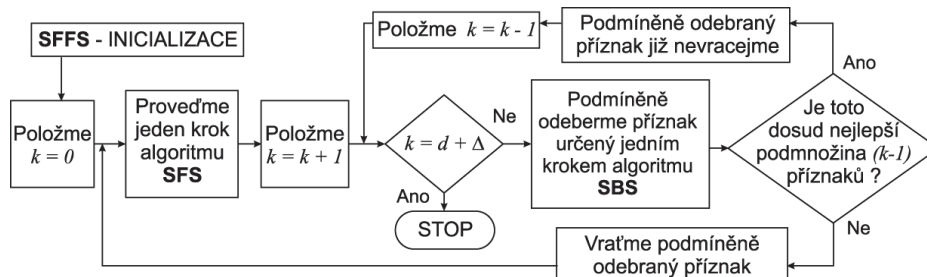 SFFS - INICIALIZACE
Položme
k = 0
Proveďme
jeden krok
algoritmu
SFS
Položme
k = k + 1
Položme k = k - 1
k = d + Δ
Ne
Ano
STOP
Podmíněně
odeberme příznak
určený jedním
krokem algoritmu
SBS
Je toto
dosud nejlepší
podmnožina (k-1)
příznaků ?
Ano
Podmíněně odebraný
příznak již nevracejme
Ne
Vraťme podmíněně
odebraný příznak